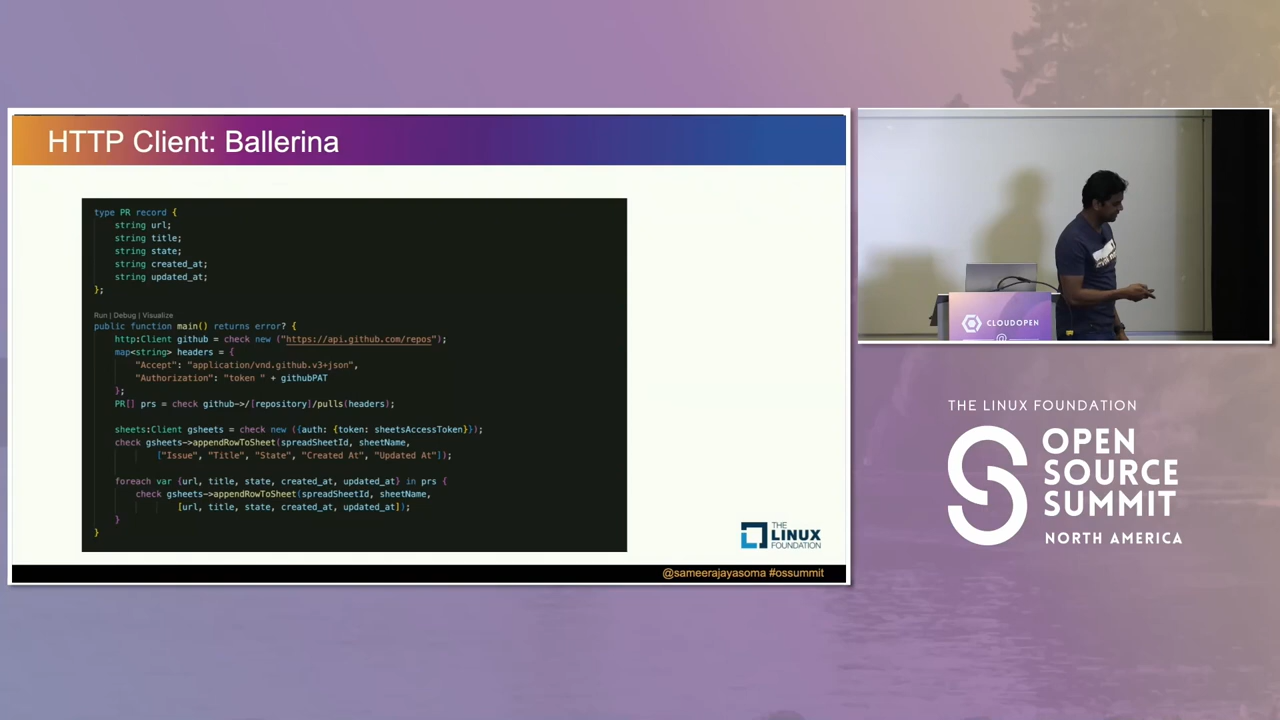 HTTP Client: Ballerina
type PR record {
string url;
string title;
string state;
string created_at;
string updated_at;
};
Run | Debug | Visualize
public function main() returns error? {
http:Client github = check new ("https://api.github.com/repos");
map<string> headers = {
"Accept": "application/vnd.github.v3+json",
"Authorization": "token " + githubPAT
};
PR[] prs = check github->/[repository]/pulls(headers);
sheets:Client gsheets = check new ({auth: {token: sheetsAccessToken}});
check gsheets->appendRowToSheet(spreadSheetId, sheetName,
["Issue", "Title", "State", "Created At", "Updated At"]);
foreach var {url, title, state, created_at, updated_at} in prs {
check gsheets->appendRowToSheet(spreadSheetId, sheetName,
[url, title, state, created_at, updated_at]);
}
}
THE
LINUX
FOUNDATION
@sameerajayasoma #ossummit
CLOUDOPEN
THE LINUX FOUNDATION
OPEN
SOURCE
SUMMIT
NORTH AMERICA